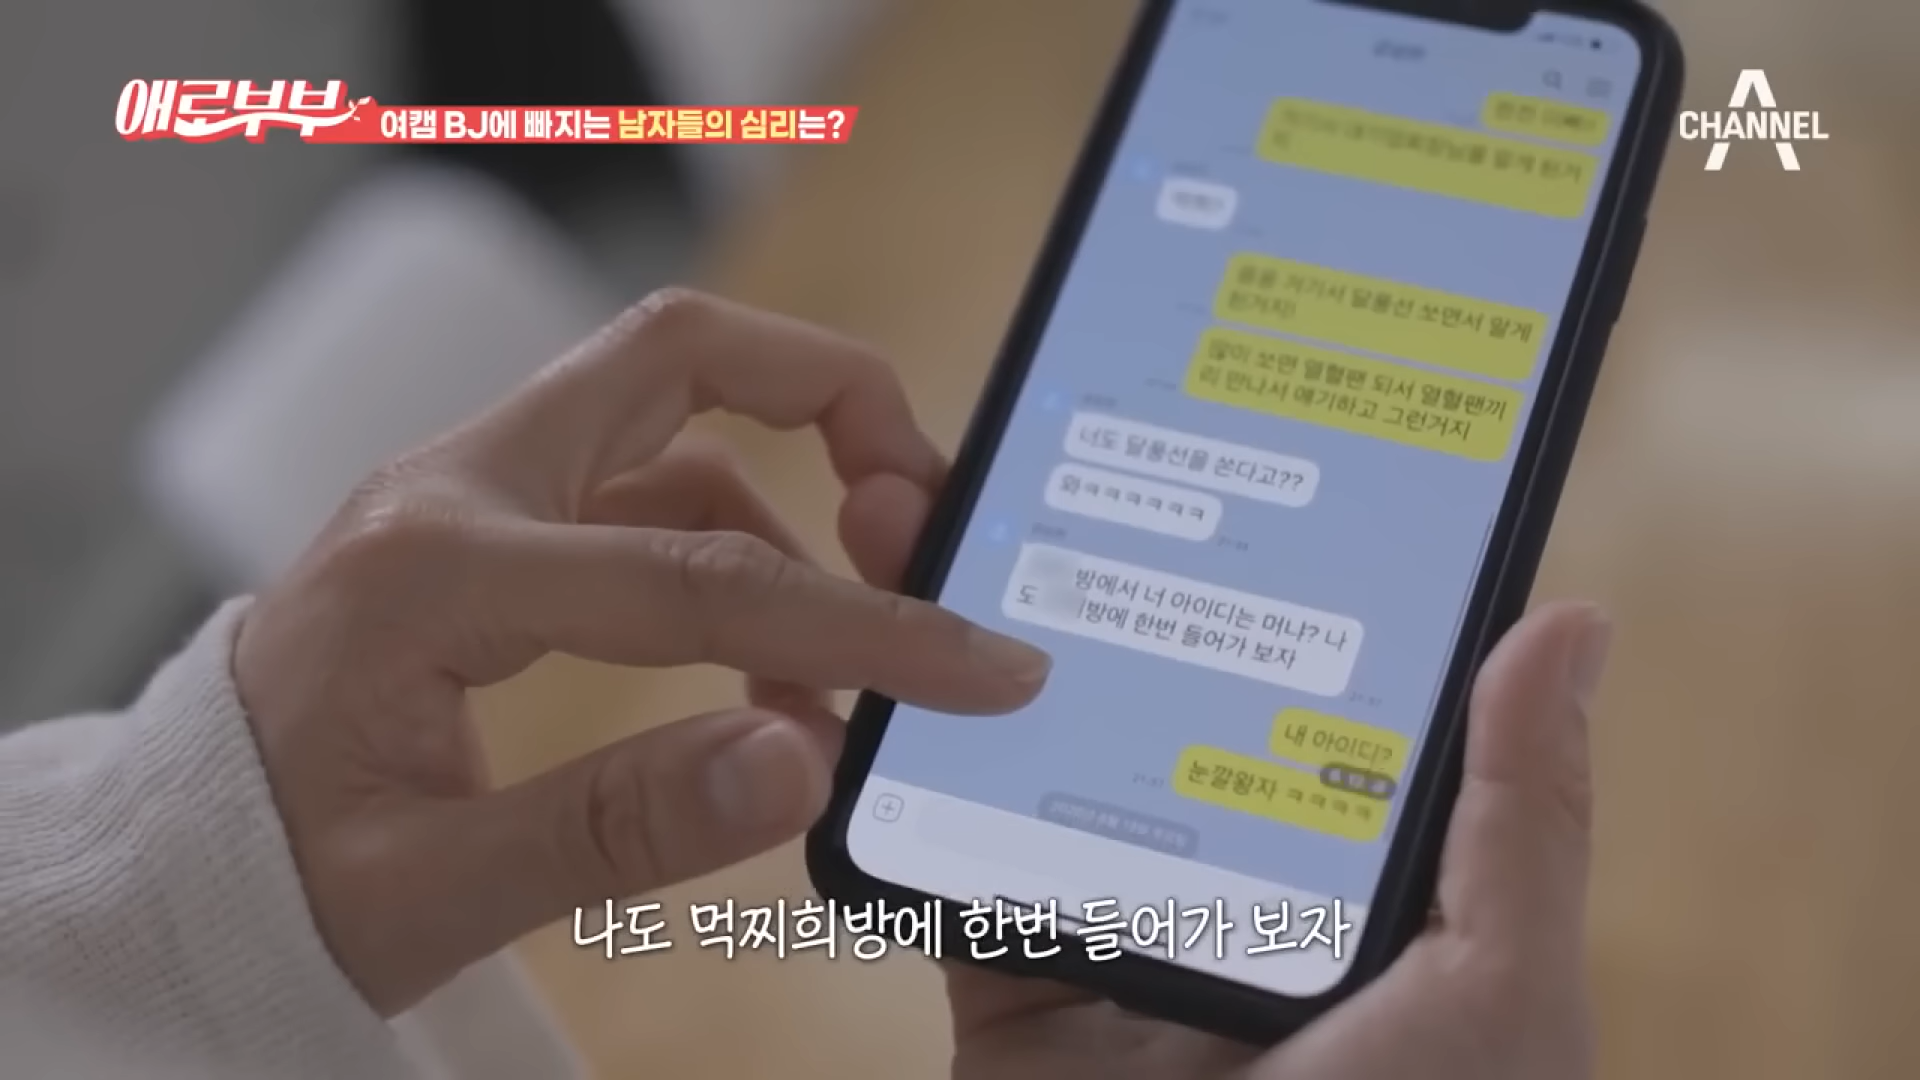 애로부부
여캠 BJ에 빠지는 남자들의 심리는?
CHANNEL A
응응 거기서 달풍선 쏘면서 알게
된거지!
많이 쏘면 열혈팬 되서 열혈팬끼
리 만나서 얘기하고 그런거지
너도 달풍선을 쏜다고??
와ㅋㅋㅋㅋㅋㅋ
방에서 너 아이디는 머냐? 나
도 방에 한번 들어가 보자
내 아이디?
눈깔왕자 ㅋㅋㅋㅋ
나도 먹찌희방에 한번 들어가 보자